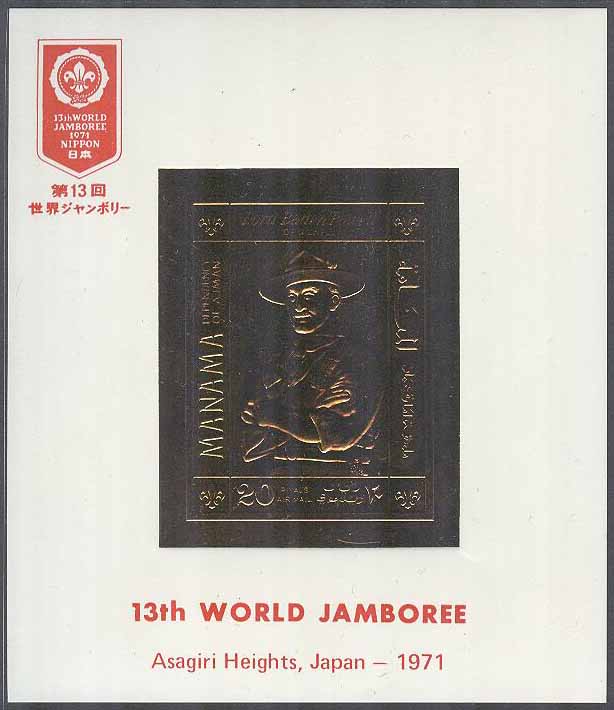 13th WORLD
JAMBOREE
1971
NIPPON
日本
第13回
世界ジャンボリー
Lord Baden Powell
MANAMA
DEPENDENCY
OF AJMAN
20
RIYALS
AIR MAIL
13th WORLD JAMBOREE
Asagiri Heights, Japan – 1971